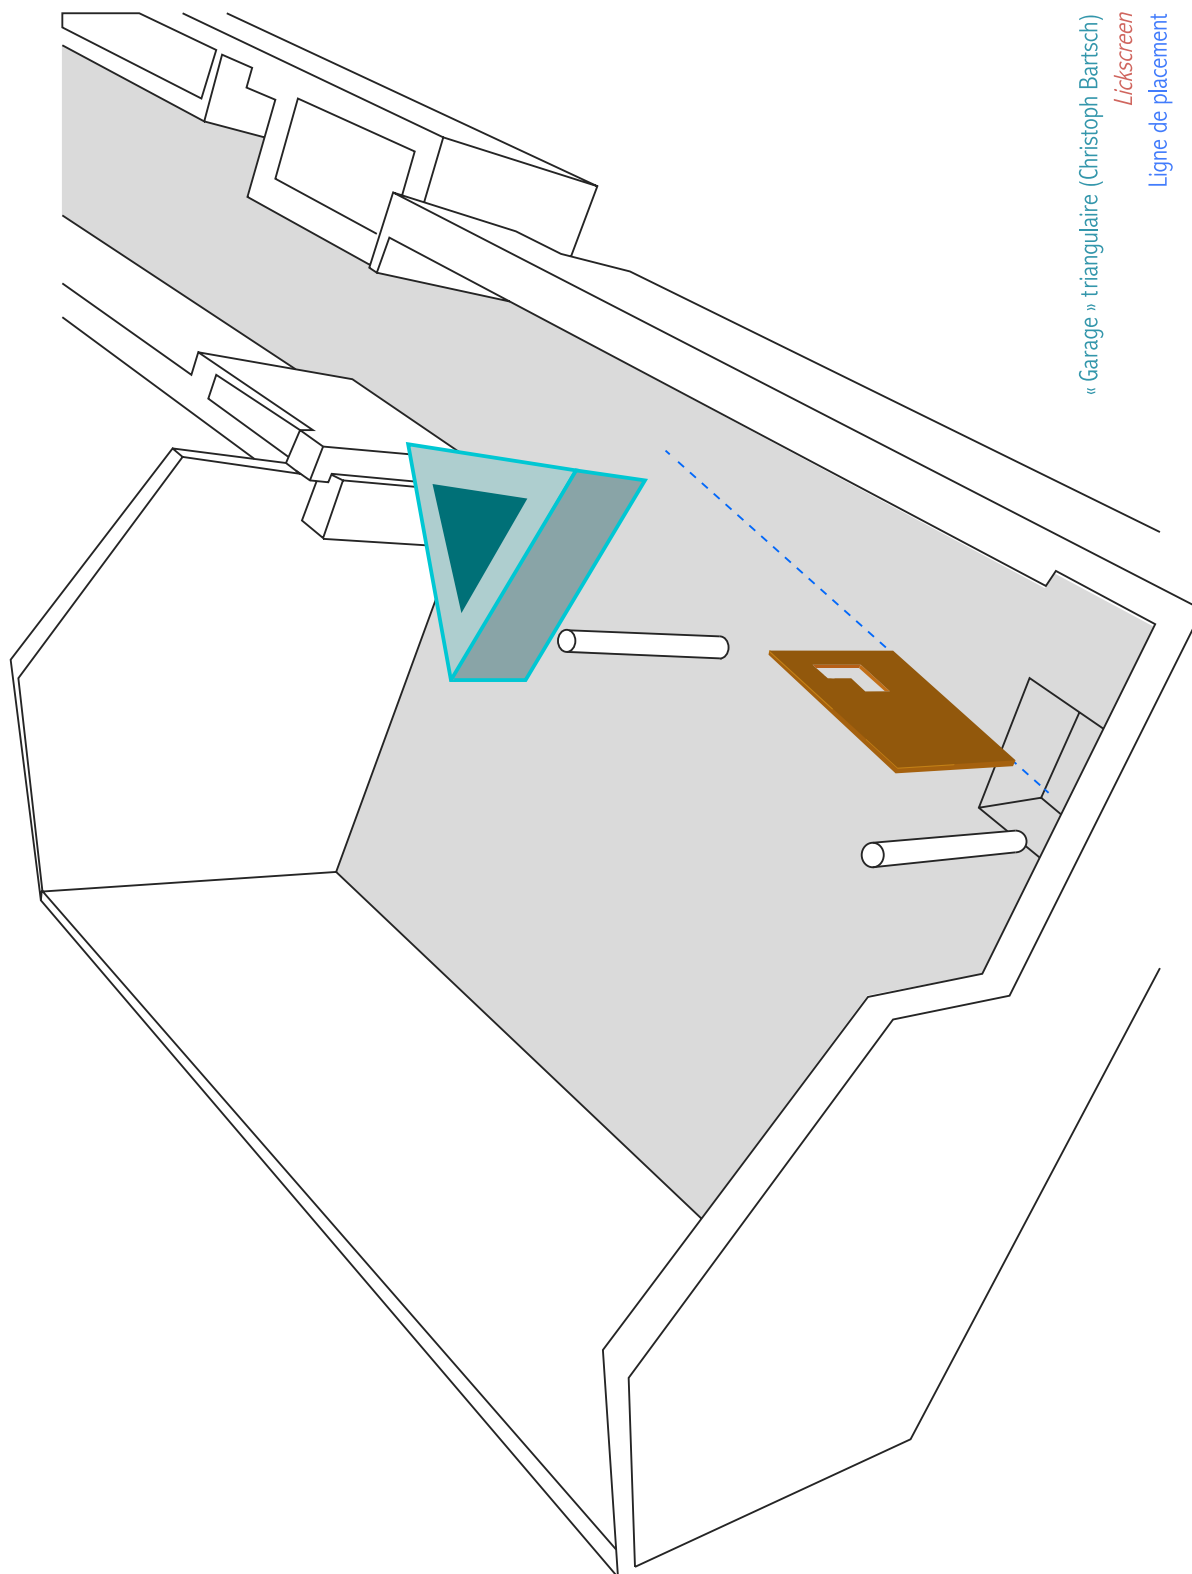 « Garage » triangulaire (Christoph Bartsch)
Lickscreen
Ligne de placement